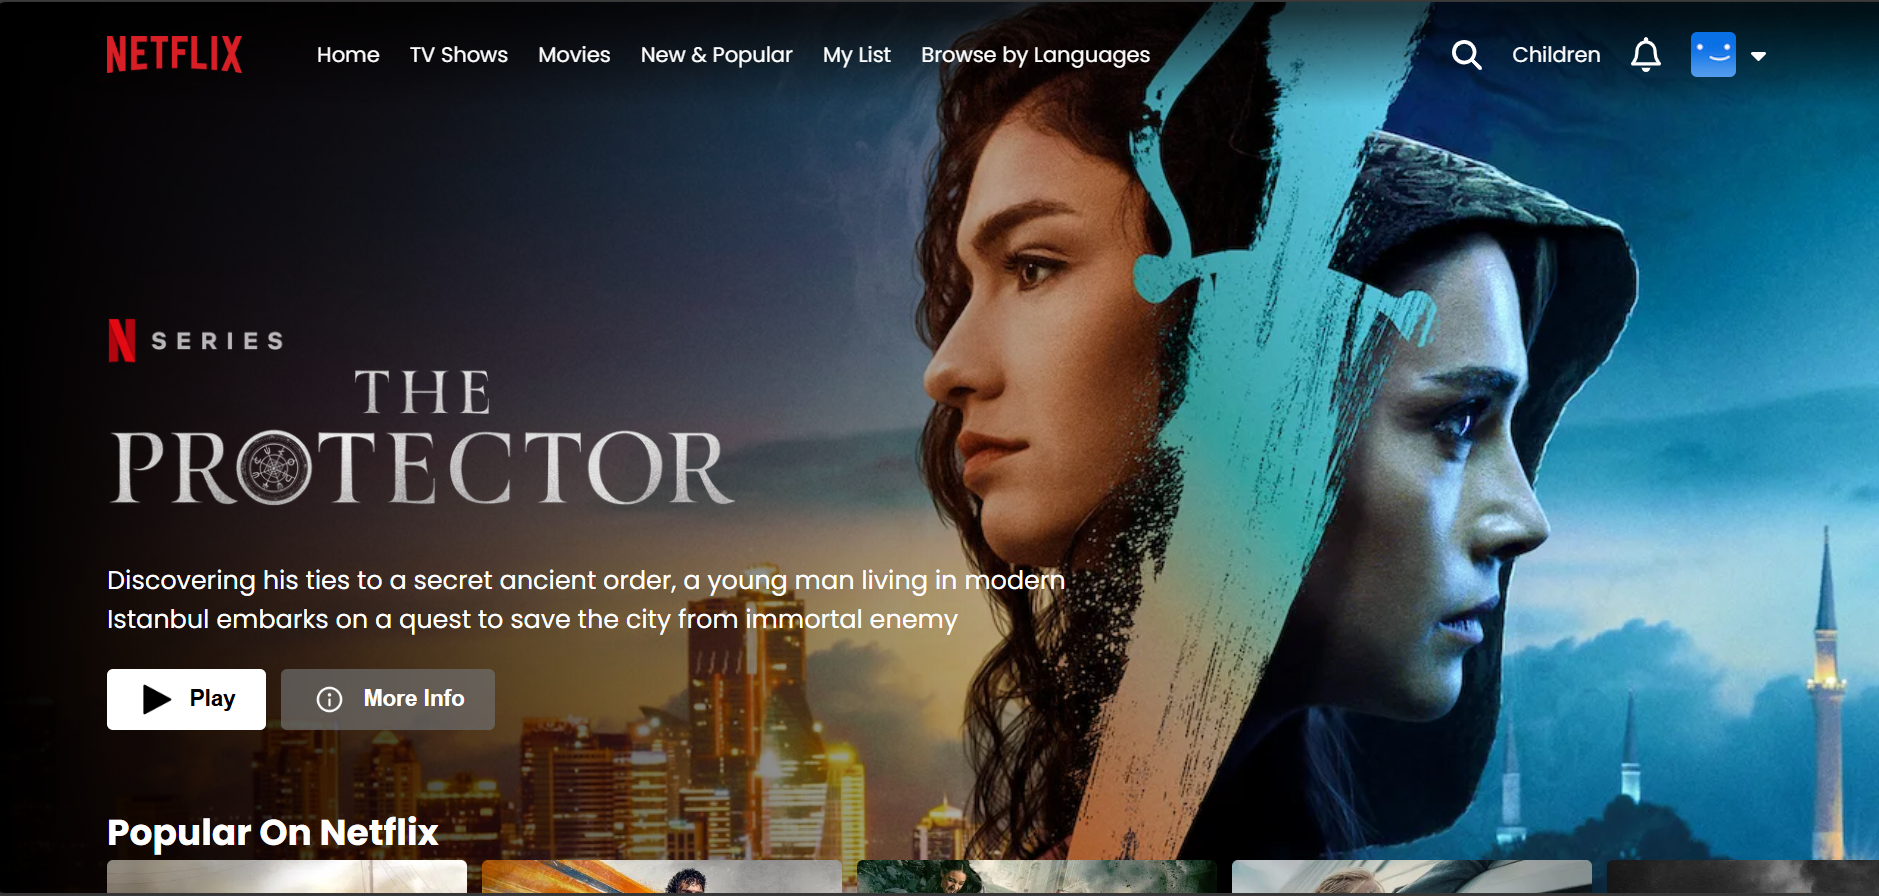 NETFLIX
Home TV Shows Movies New & Popular My List Browse by Languages Children
N SERIES
THE
PROTECTOR
Discovering his ties to a secret ancient order, a young man living in modern
Istanbul embarks on a quest to save the city from immortal enemy
Play More Info
Popular On Netflix